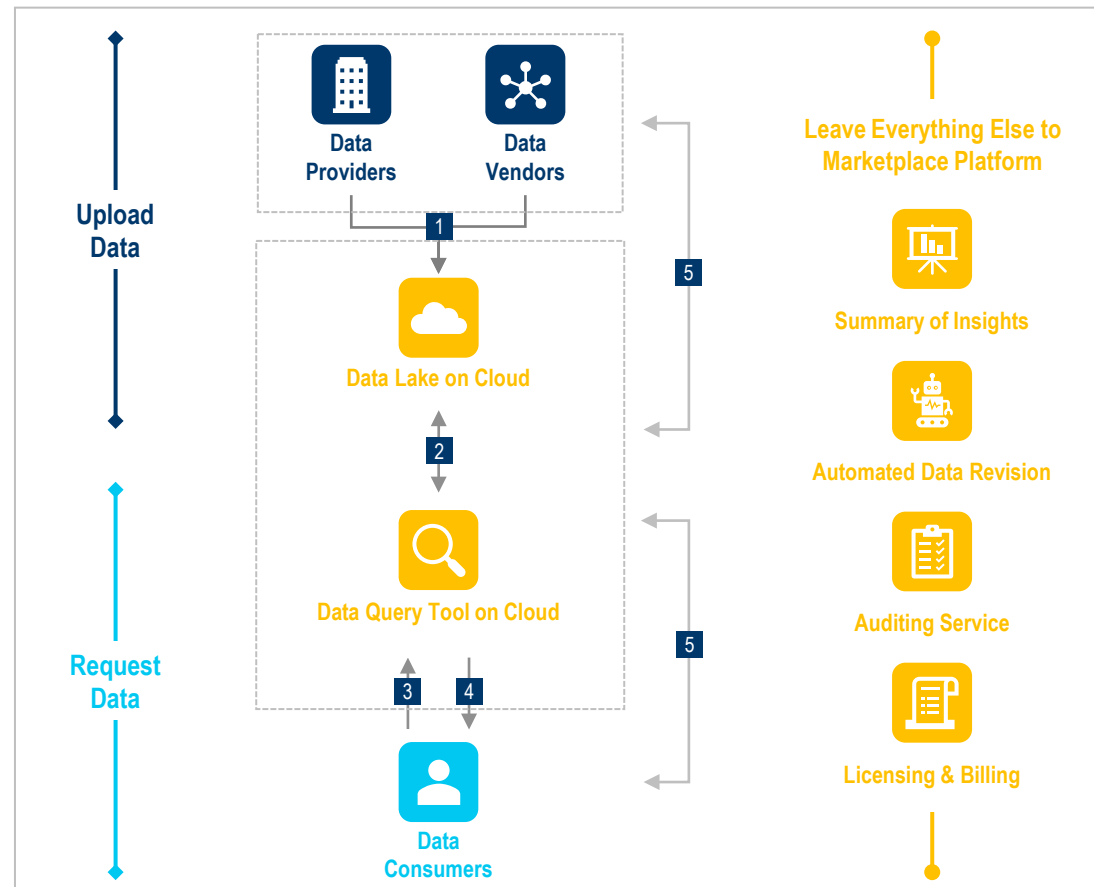 Upload
Data
Request
Data
Data
Providers
Data
Vendors
1
Data Lake on Cloud
2
Data Query Tool on Cloud
3
4
Data
Consumers
5
5
Leave Everything Else to
Marketplace Platform
Summary of Insights
Automated Data Revision
Auditing Service
Licensing & Billing